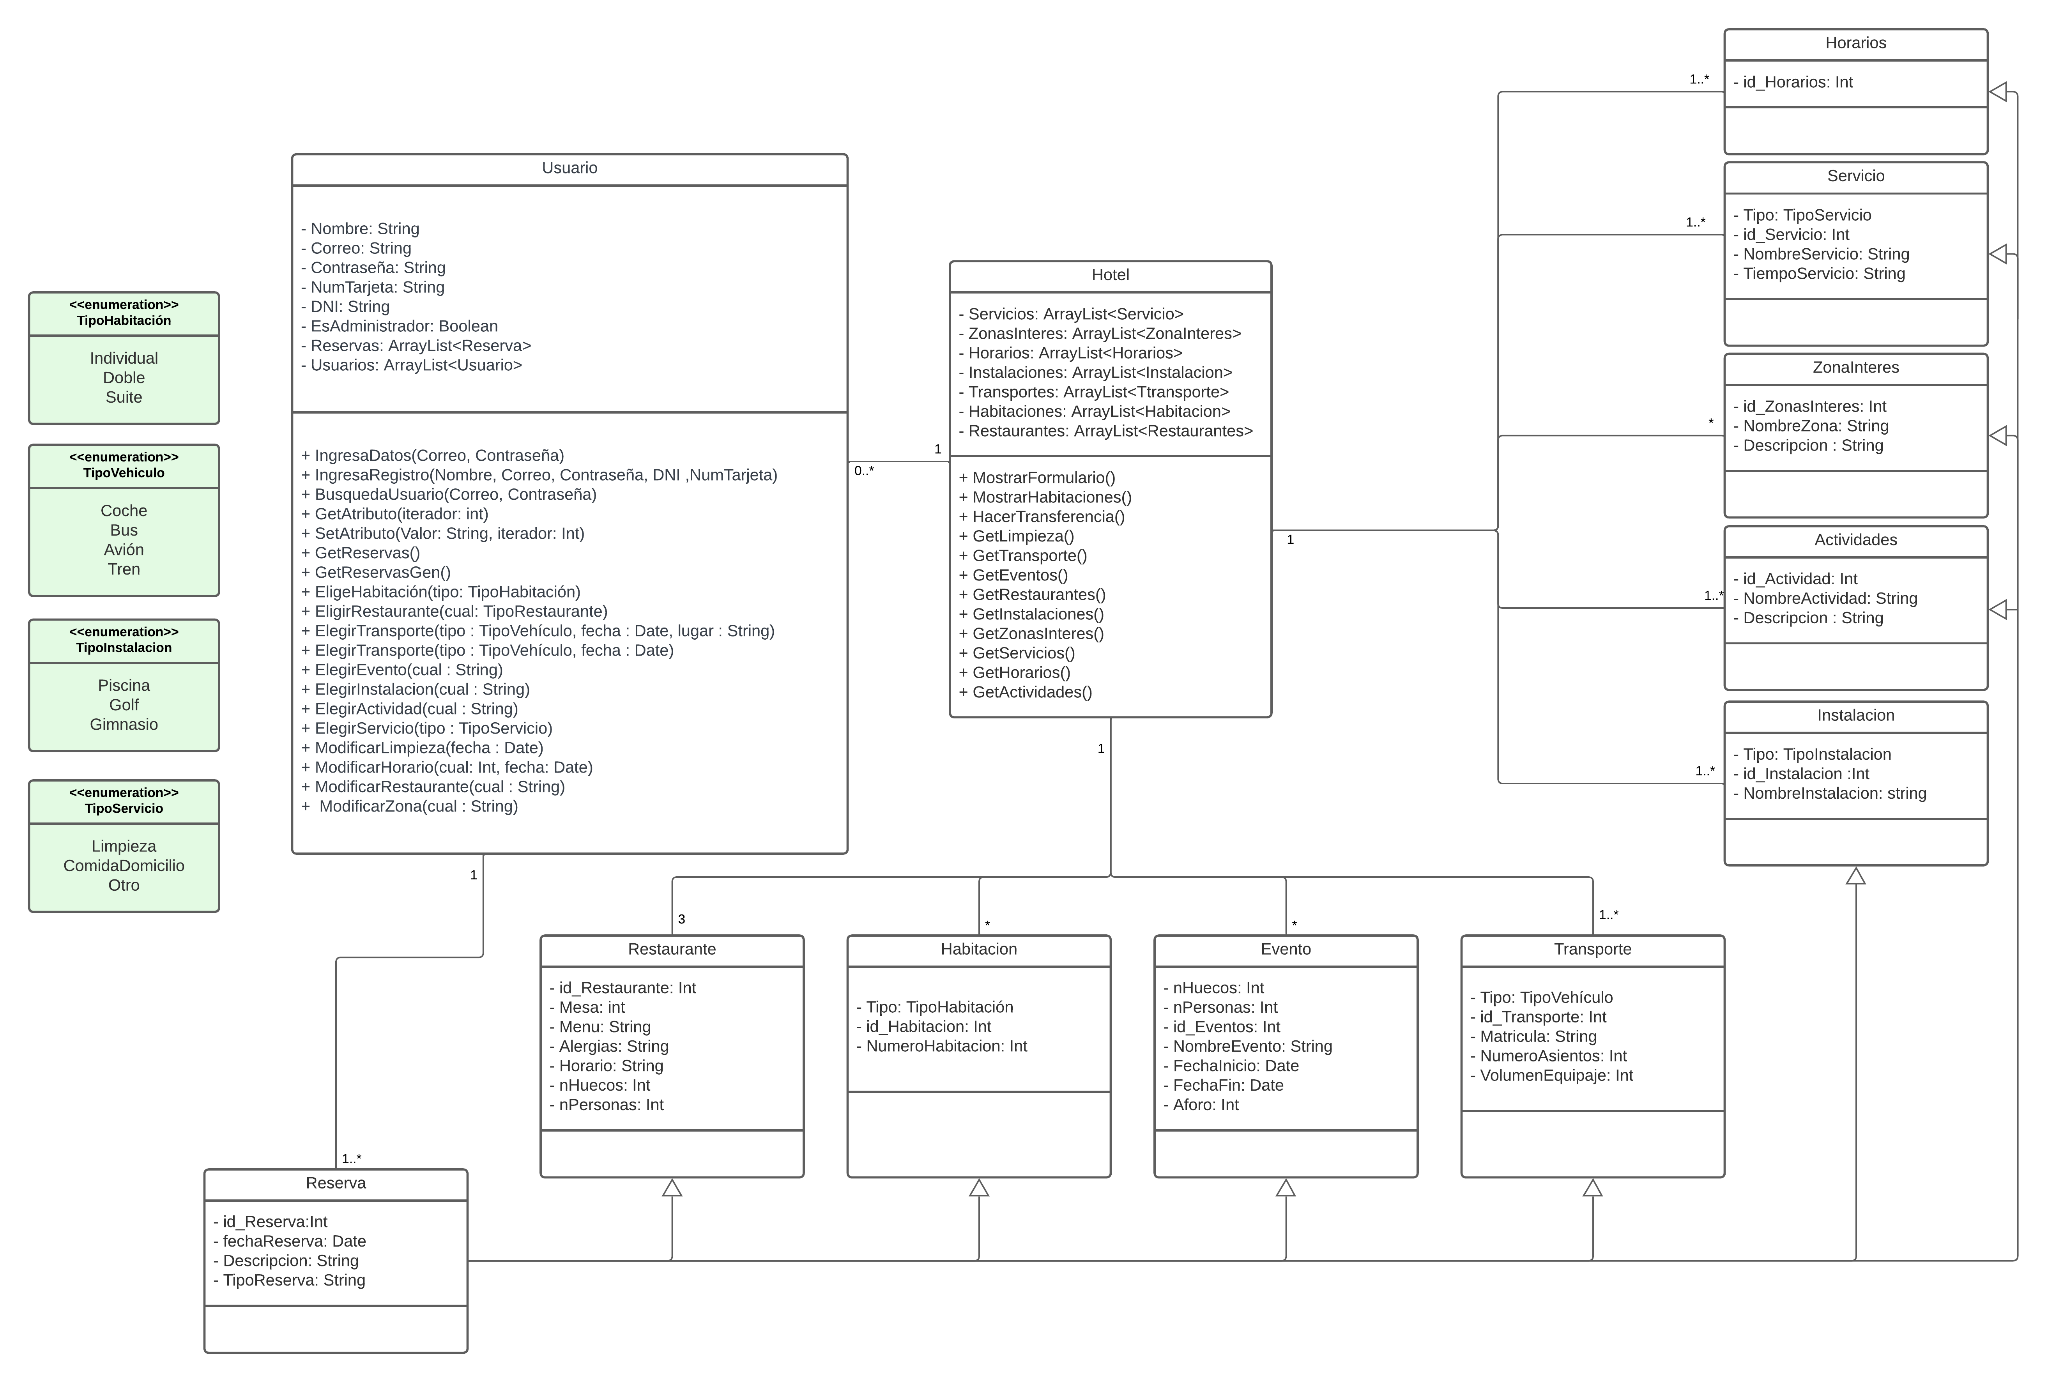 <<enumeration>>
TipoHabitación
Individual
Doble
Suite
<<enumeration>>
TipoVehiculo
Coche
Bus
Avión
Tren
<<enumeration>>
TipoInstalacion
Piscina
Golf
Gimnasio
<<enumeration>>
TipoServicio
Limpieza
ComidaDomicilio
Otro
Usuario
- Nombre: String
- Correo: String
- Contraseña: String
- NumTarjeta: String
- DNI: String
- EsAdministrador: Boolean
- Reservas: ArrayList<Reserva>
- Usuarios: ArrayList<Usuario>
+ IngresaDatos(Correo, Contraseña)
+ IngresaRegistro(Nombre, Correo, Contraseña, DNI ,NumTarjeta)
+ BusquedaUsuario(Correo, Contraseña)
+ GetAtributo(iterador: int)
+ SetAtributo(Valor: String, iterador: Int)
+ GetReservas()
+ GetReservasGen()
+ EligeHabitación(tipo: TipoHabitación)
+ EligirRestaurante(cual: TipoRestaurante)
+ ElegirTransporte(tipo : TipoVehículo, fecha : Date, lugar : String)
+ ElegirTransporte(tipo : TipoVehículo, fecha : Date)
+ ElegirEvento(cual : String)
+ ElegirInstalacion(cual : String)
+ ElegirActividad(cual : String)
+ ElegirServicio(tipo : TipoServicio)
+ ModificarLimpieza(fecha : Date)
+ ModificarHorario(cual: Int, fecha: Date)
+ ModificarRestaurante(cual : String)
+  ModificarZona(cual : String)
0..*
1
1
1..*
Hotel
- Servicios: ArrayList<Servicio>
- ZonasInteres: ArrayList<ZonaInteres>
- Horarios: ArrayList<Horarios>
- Instalaciones: ArrayList<Instalacion>
- Transportes: ArrayList<Ttransporte>
- Habitaciones: ArrayList<Habitacion>
- Restaurantes: ArrayList<Restaurantes>
+ MostrarFormulario()
+ MostrarHabitaciones()
+ HacerTransferencia()
+ GetLimpieza()
+ GetTransporte()
+ GetEventos()
+ GetRestaurantes()
+ GetInstalaciones()
+ GetZonasInteres()
+ GetServicios()
+ GetHorarios()
+ GetActividades()
1
1
1..*
Horarios
- id_Horarios: Int
1..*
Servicio
- Tipo: TipoServicio
- id_Servicio: Int
- NombreServicio: String
- TiempoServicio: String
*
ZonaInteres
- id_ZonasInteres: Int
- NombreZona: String
- Descripcion : String
1..*
Actividades
- id_Actividad: Int
- NombreActividad: String
- Descripcion : String
1..*
Instalacion
- Tipo: TipoInstalacion
- id_Instalacion :Int
- NombreInstalacion: string
3
Restaurante
- id_Restaurante: Int
- Mesa: int
- Menu: String
- Alergias: String
- Horario: String
- nHuecos: Int
- nPersonas: Int
*
Habitacion
- Tipo: TipoHabitación
- id_Habitacion: Int
- NumeroHabitacion: Int
*
Evento
- nHuecos: Int
- nPersonas: Int
- id_Eventos: Int
- NombreEvento: String
- FechaInicio: Date
- FechaFin: Date
- Aforo: Int
1..*
Transporte
- Tipo: TipoVehículo
- id_Transporte: Int
- Matricula: String
- NumeroAsientos: Int
- VolumenEquipaje: Int
Reserva
- id_Reserva:Int
- fechaReserva: Date
- Descripcion: String
- TipoReserva: String